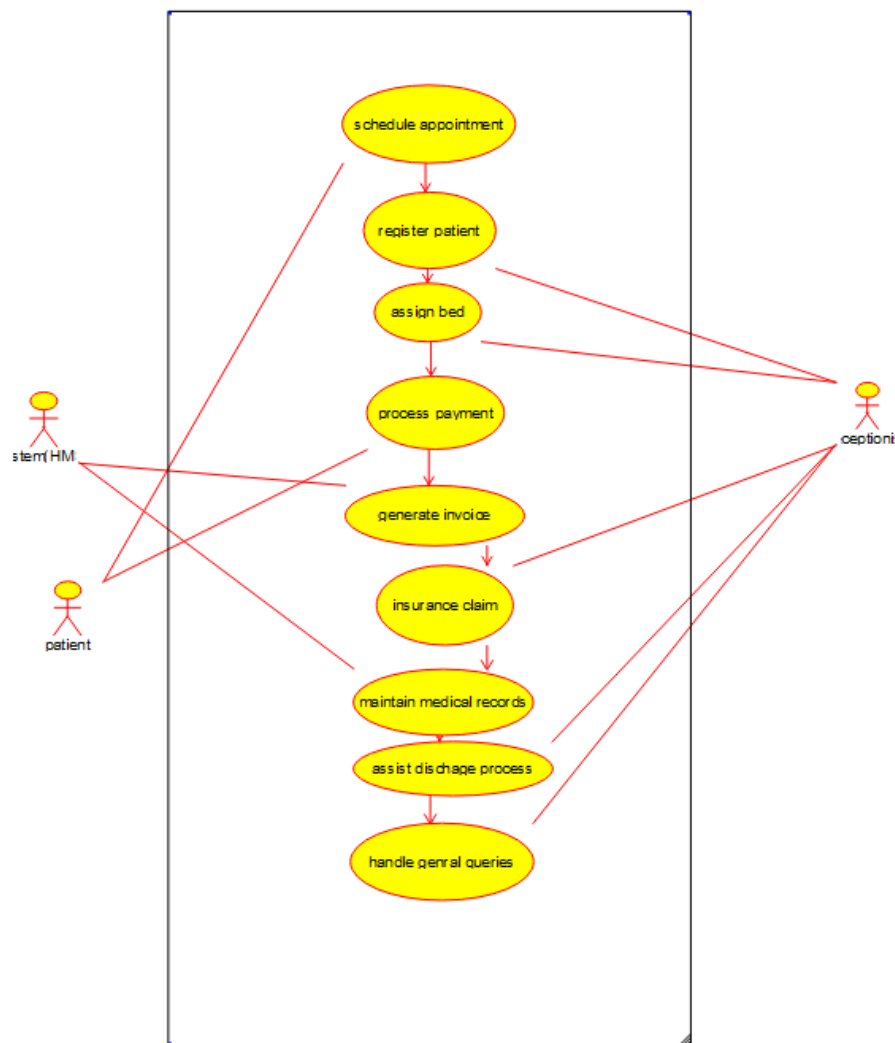 schedule appointment
register patient
assign bed
process payment
stem(HM
ceptionis
generate invoice
insurance claim
patient
maintain medical records
assist dischage process
handle genral queries